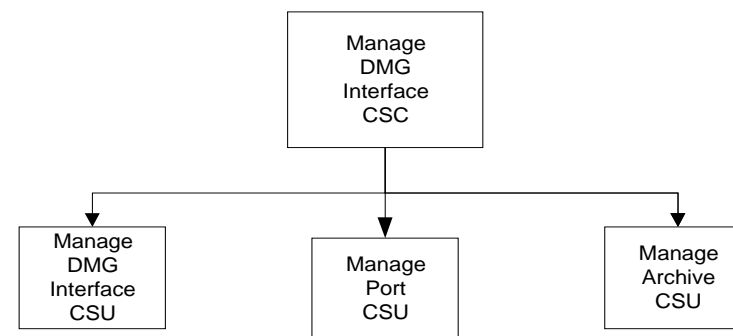 Manage
DMG
Interface
CSC
Manage
DMG
Interface
CSU
Manage
Port
CSU
Manage
Archive
CSU